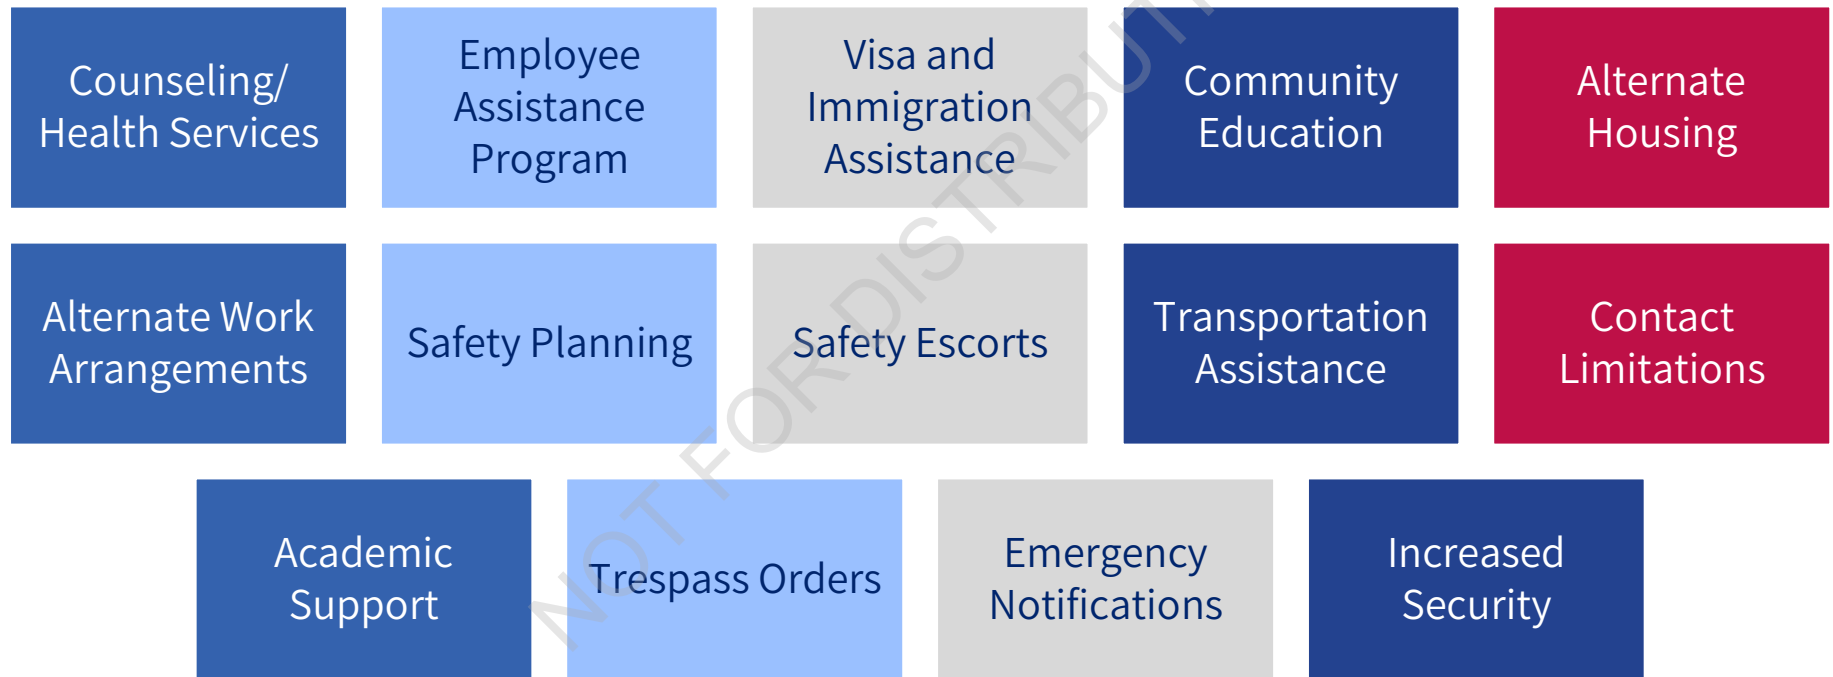 Counseling/
Health Services
Employee
Assistance
Program
Visa and
Immigration
Assistance
Community
Education
Alternate
Housing
Alternate Work
Arrangements
Safety Planning
Safety Escorts
Transportation
Assistance
Contact
Limitations
Academic
Support
Trespass Orders
Emergency
Notifications
Increased
Security
NOT FOR DISTRIBUTI